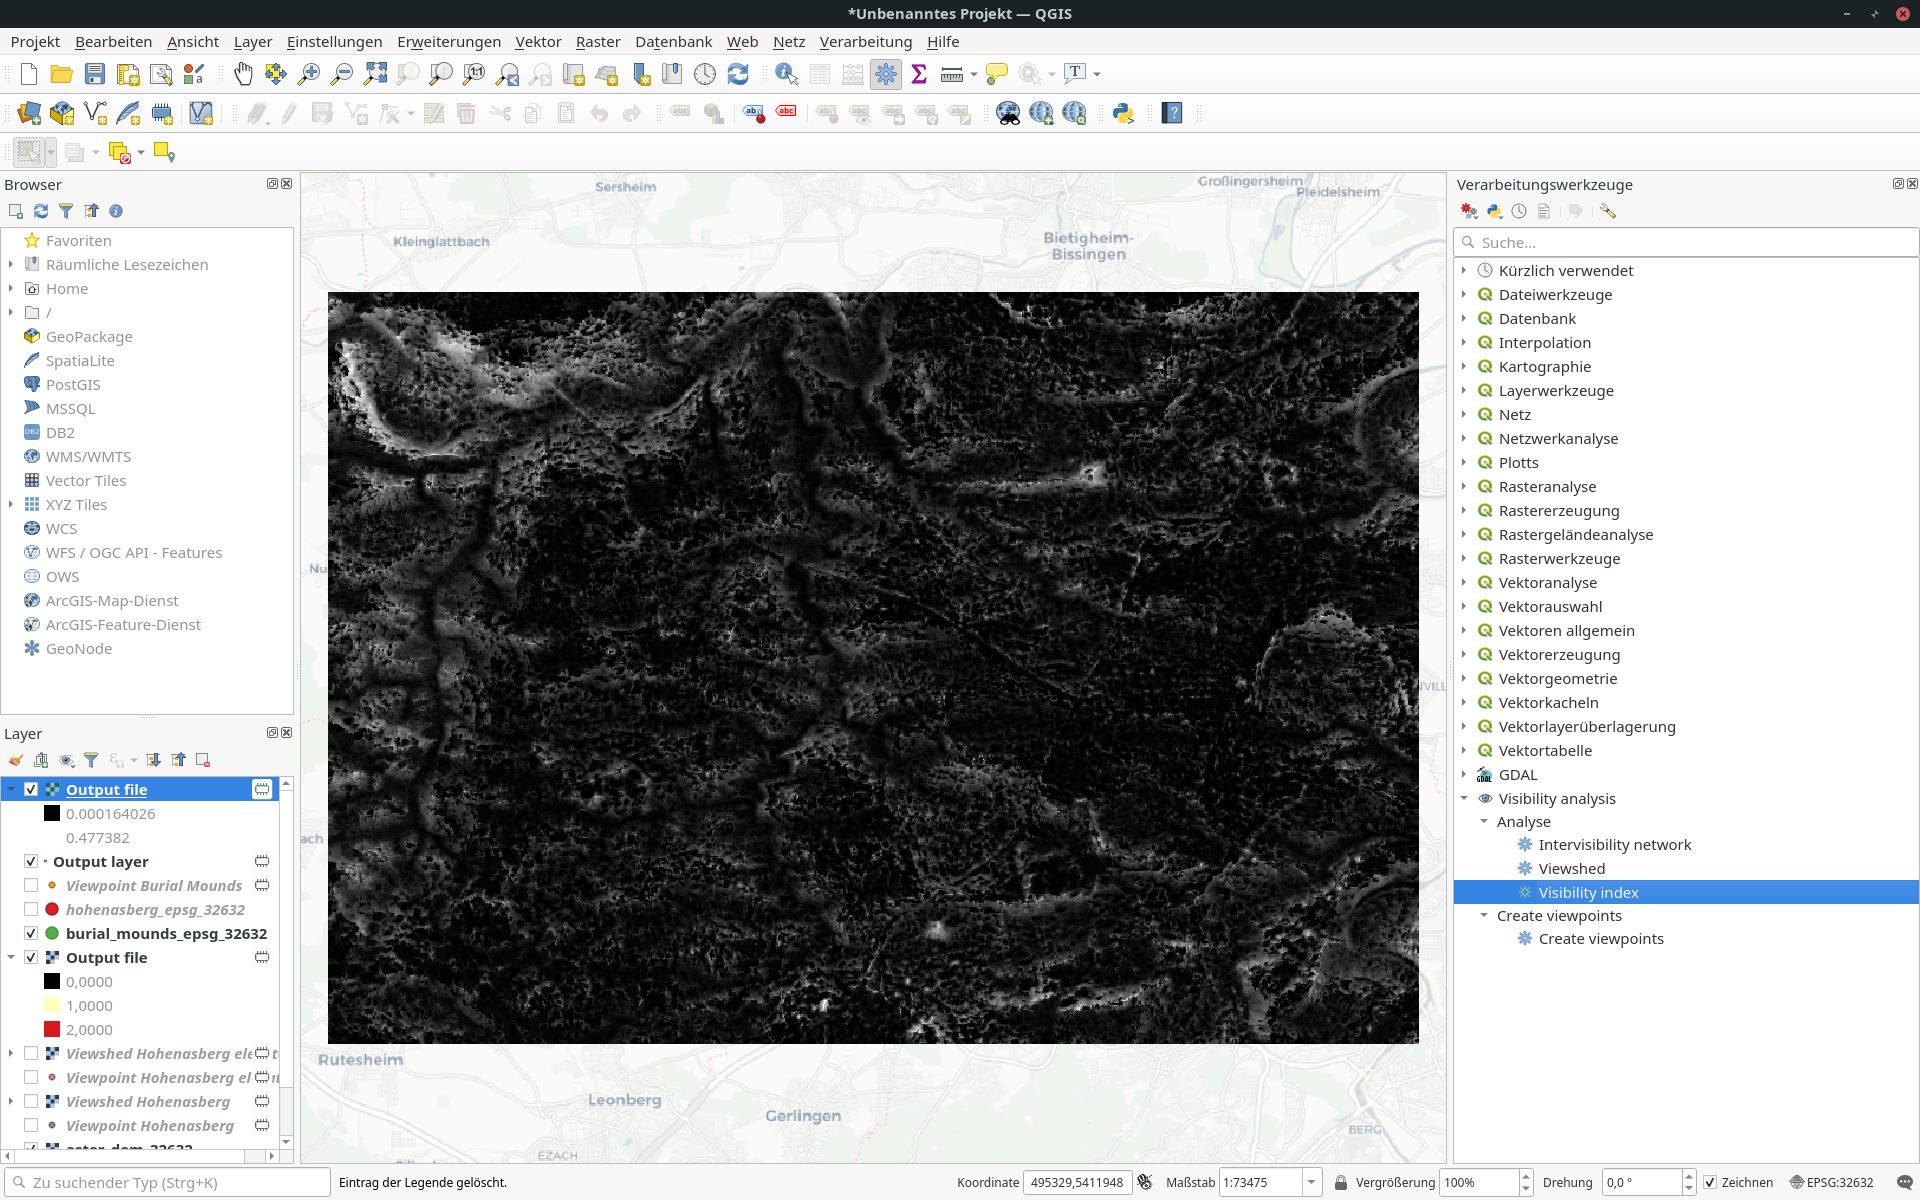 *Unbenanntes Projekt — QGIS
Projekt Bearbeiten Ansicht Layer Einstellungen Erweiterungen Vektor Raster Datenbank Web Netz Verarbeitung Hilfe
Browser
Favoriten
Räumliche Lesezeichen
Home
/
GeoPackage
SpatiaLite
PostGIS
MSSQL
DB2
WMS/WMTS
Vector Tiles
XYZ Tiles
WCS
WFS / OGC API - Features
OWS
ArcGIS-Map-Dienst
ArcGIS-Feature-Dienst
GeoNode
Layer
Output file
0.000164026
0.477382
Output layer
Viewpoint Burial Mounds
hohenasberg_epsg_32632
burial_mounds_epsg_32632
Output file
0,0000
1,0000
2,0000
Viewshed Hohenasberg
Viewpoint Hohenasberg
Viewshed Hohenasberg
Viewpoint Hohenasberg
aster_dem_32632
Sersheim
Großingersheim
Pleidelsheim
Kleinglattbach
Bietigheim-
Bissingen
Rutesheim
Leonberg
Gerlingen
BERG
EZACH
Verarbeitungswerkzeuge
Suche...
Kürzlich verwendet
Dateiwerkzeuge
Datenbank
Interpolation
Kartographie
Layerwerkzeuge
Netz
Netzwerkanalyse
Plotts
Rasteranalyse
Rastererzeugung
Rastergeländeanalyse
Rasterwerkzeuge
Vektoranalyse
Vektorauswahl
Vektoren allgemein
Vektorerzeugung
Vektorgeometrie
Vektorkacheln
Vektorlayerüberlagerung
Vektortabelle
GDAL
Visibility analysis
Analyse
Intervisibility network
Viewshed
Visibility index
Create viewpoints
Create viewpoints
Zu suchender Typ (Strg+K) Eintrag der Legende gelöscht. Koordinate 495329,5411948 Maßstab 1:73475 Vergrößerung 100% Drehung 0,0 ° Zeichnen EPSG:32632